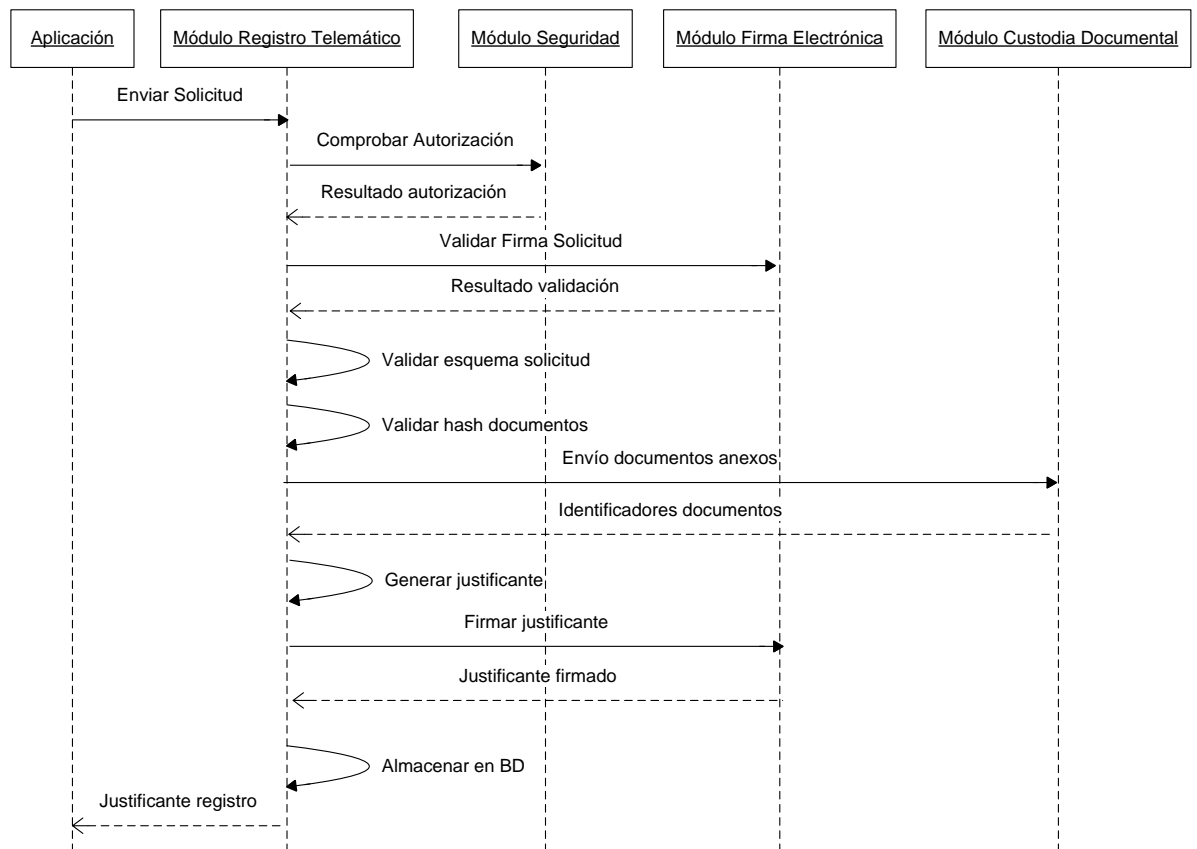 Aplicación
Módulo Registro Telemático
Módulo Seguridad
Módulo Firma Electrónica
Módulo Custodia Documental
Enviar Solicitud
Comprobar Autorización
Resultado autorización
Validar Firma Solicitud
Resultado validación
Validar esquema solicitud
Validar hash documentos
Envío documentos anexos
Identificadores documentos
Generar justificante
Firmar justificante
Justificante firmado
Almacenar en BD
Justificante registro